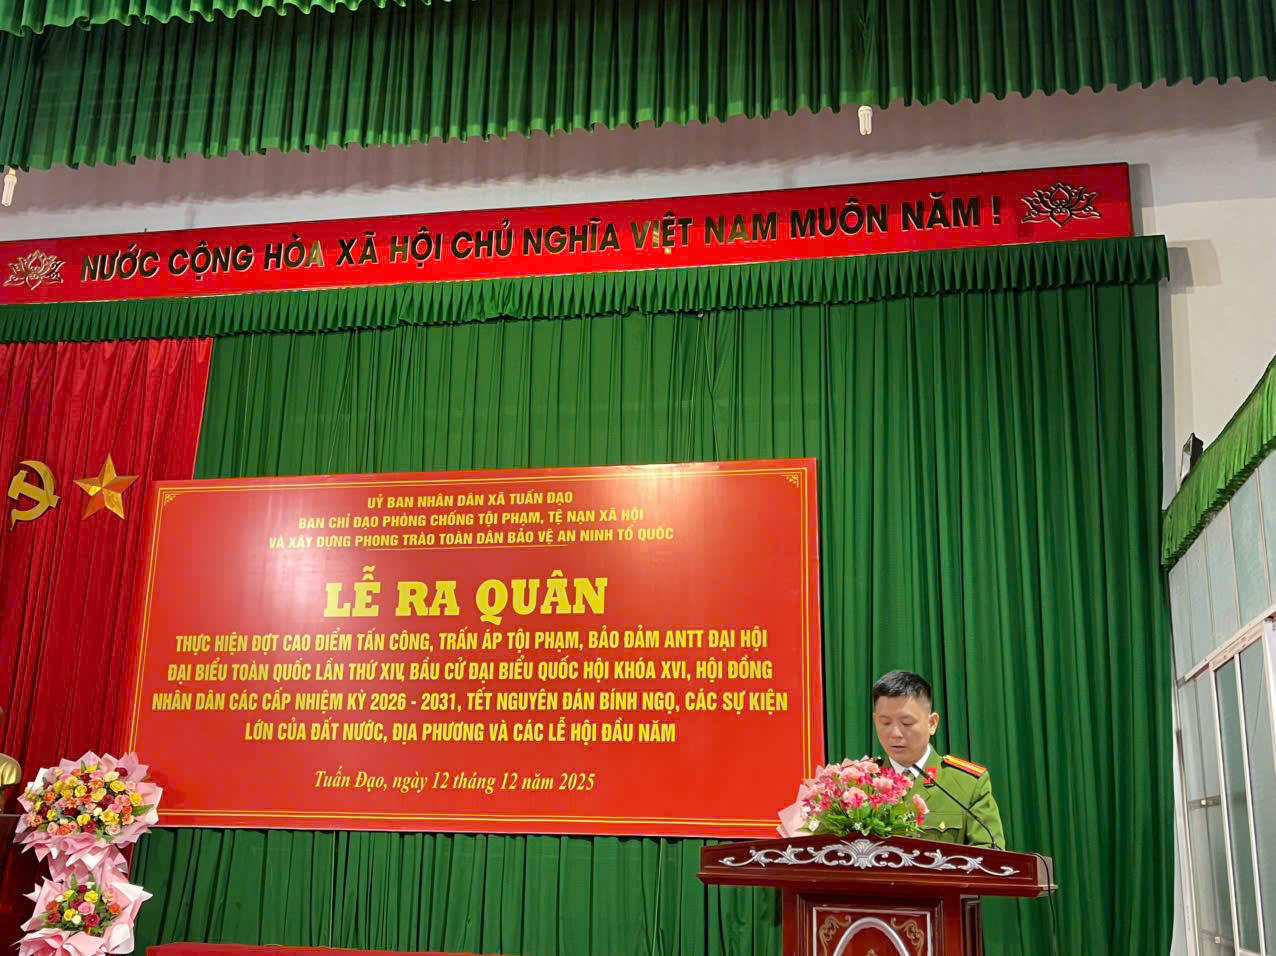 NƯỚC CỘNG HÒA XÃ HỘI CHỦ NGHĨA VIỆT NAM MUÔN NĂM !
UỶ BAN NHÂN DÂN XÃ TUẤN ĐẠO
BAN CHỈ ĐẠO PHÒNG CHỐNG TỘI PHẠM, TỆ NẠN XÃ HỘI
VÀ XÂY DỰNG PHONG TRÀO TOÀN DÂN BẢO VỆ AN NINH TỔ QUỐC
LỄ RA QUÂN
THỰC HIỆN ĐỢT CAO ĐIỂM TẤN CÔNG, TRẤN ÁP TỘI PHẠM, BẢO ĐẢM ANTT ĐẠI HỘI
ĐẠI BIỂU TOÀN QUỐC LẦN THỨ XIV, BẦU CỬ ĐẠI BIỂU QUỐC HỘI KHÓA XVI, HỘI ĐỒNG
NHÂN DÂN CÁC CẤP NHIỆM KỲ 2026 - 2031, TẾT NGUYÊN ĐÁN BÍNH NGỌ, CÁC SỰ KIỆN
LỚN CỦA ĐẤT NƯỚC, ĐỊA PHƯƠNG VÀ CÁC LỄ HỘI ĐẦU NĂM
Tuấn Đạo, ngày 12 tháng 12 năm 2025